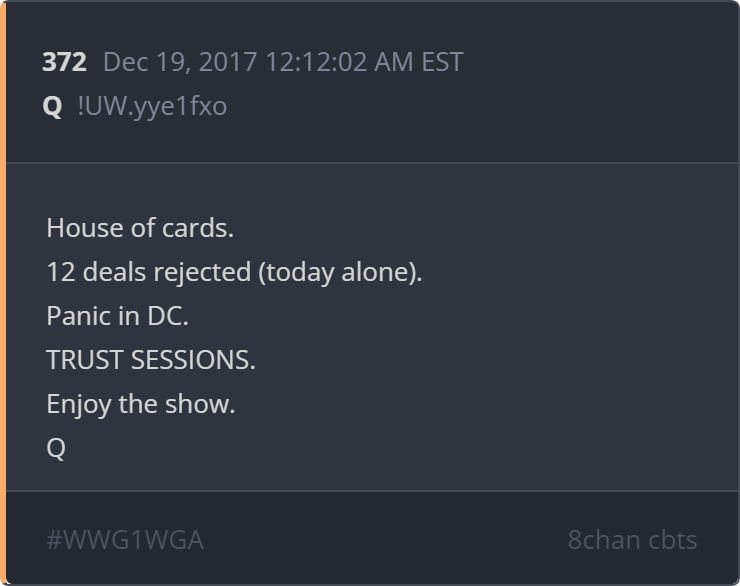 372 Dec 19, 2017 12:12:02 AM EST
Q !UW.yye1fxo
House of cards.
12 deals rejected (today alone).
Panic in DC.
TRUST SESSIONS.
Enjoy the show.
Q
#WWG1WGA 8chan cbts